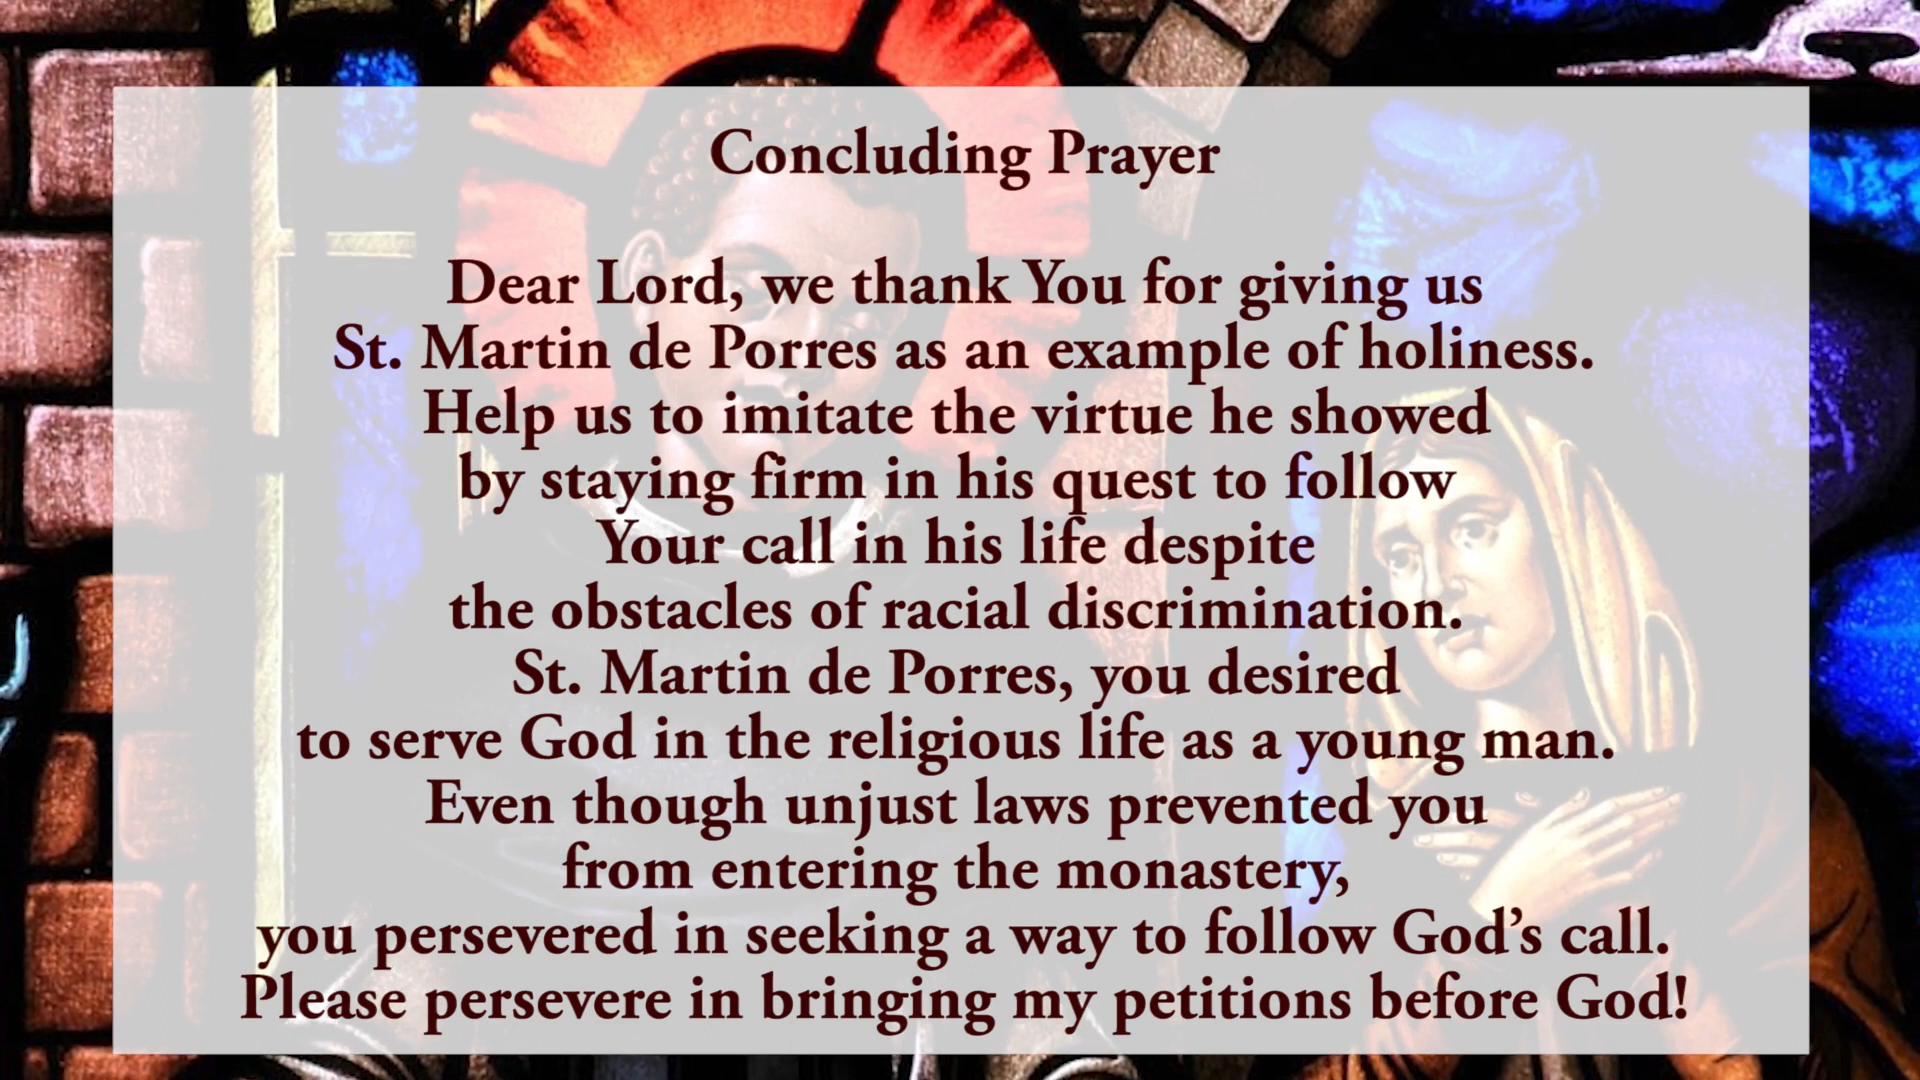 Concluding Prayer
Dear Lord, we thank You for giving us
St. Martin de Porres as an example of holiness.
Help us to imitate the virtue he showed
by staying firm in his quest to follow
Your call in his life despite
the obstacles of racial discrimination.
St. Martin de Porres, you desired
to serve God in the religious life as a young man.
Even though unjust laws prevented you
from entering the monastery,
you persevered in seeking a way to follow God’s call.
Please persevere in bringing my petitions before God!